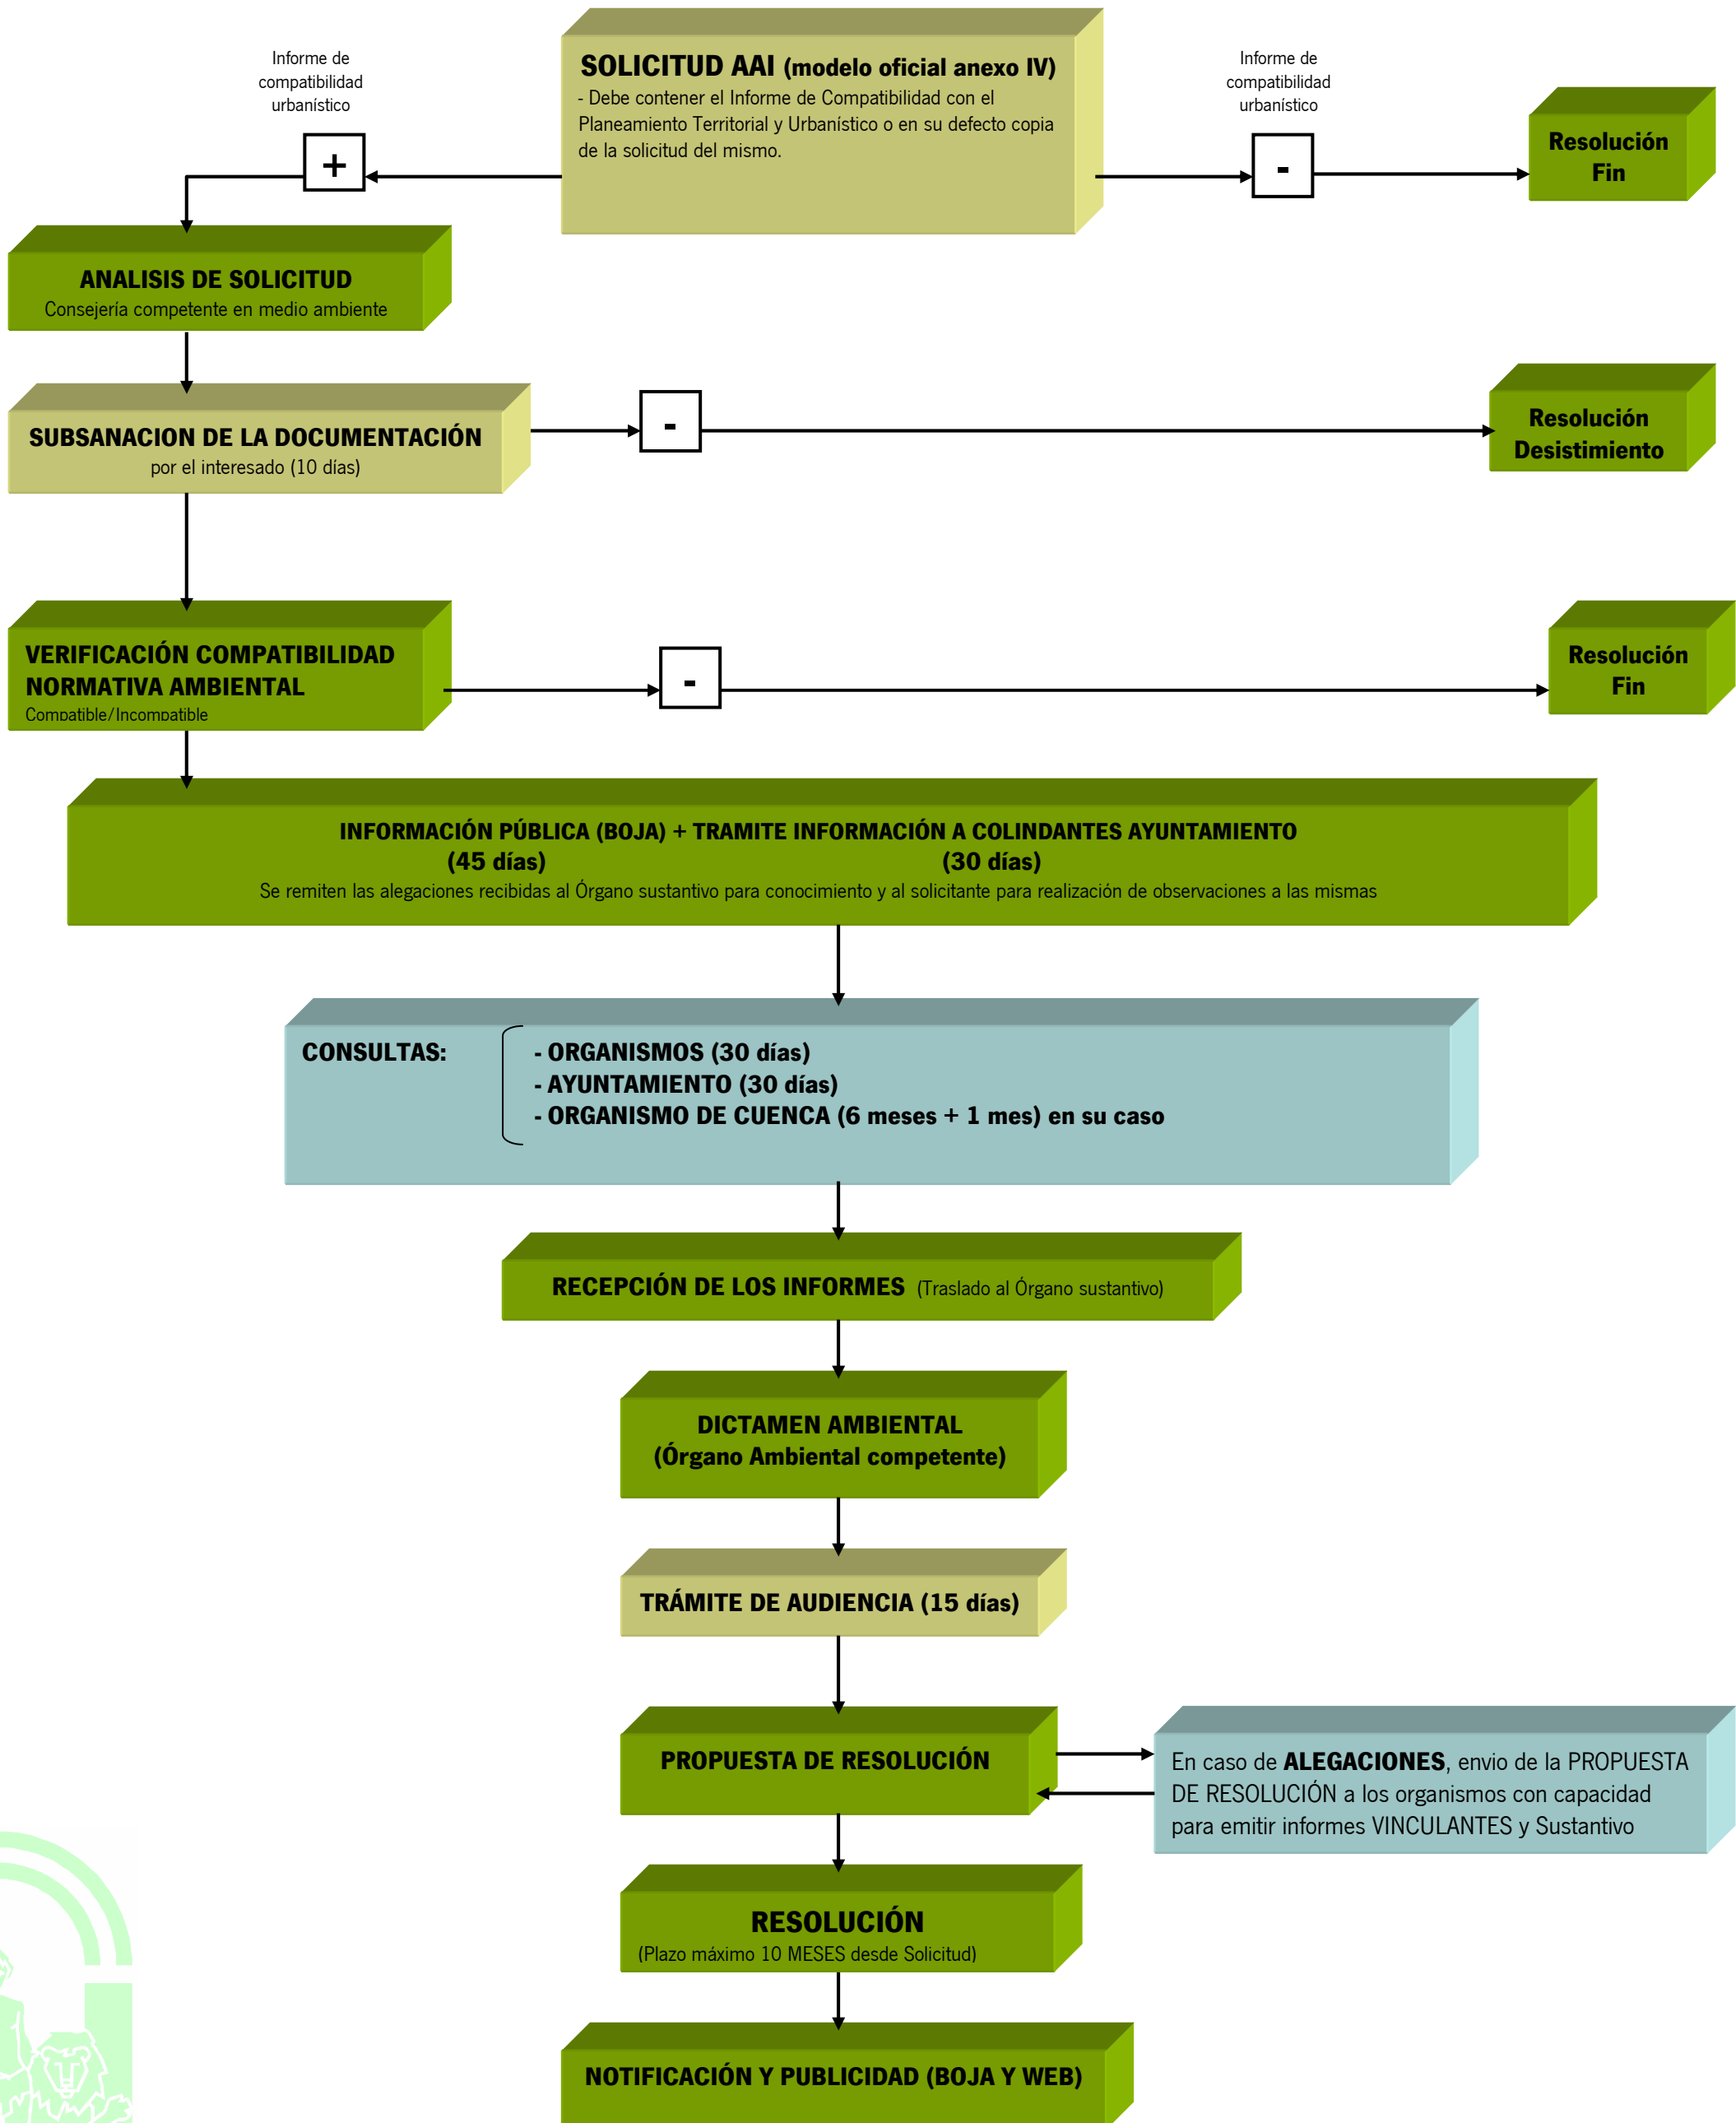 Informe de
compatibilidad
urbanístico
SOLICITUD AAI (modelo oficial anexo IV)
- Debe contener el Informe de Compatibilidad con el
Planeamiento Territorial y Urbanístico o en su defecto copia
de la solicitud del mismo.
Informe de
compatibilidad
urbanístico
+
-
Resolución
Fin
ANALISIS DE SOLICITUD
Consejería competente en medio ambiente
SUBSANACION DE LA DOCUMENTACIÓN
por el interesado (10 días)
-
Resolución
Desistimiento
VERIFICACIÓN COMPATIBILIDAD
NORMATIVA AMBIENTAL
Compatible/Incompatible
-
Resolución
Fin
INFORMACIÓN PÚBLICA (BOJA) + TRAMITE INFORMACIÓN A COLINDANTES AYUNTAMIENTO
(45 días) (30 días)
Se remiten las alegaciones recibidas al Órgano sustantivo para conocimiento y al solicitante para realización de observaciones a las mismas
CONSULTAS: - ORGANISMOS (30 días)
- AYUNTAMIENTO (30 días)
- ORGANISMO DE CUENCA (6 meses + 1 mes) en su caso
RECEPCIÓN DE LOS INFORMES (Traslado al Órgano sustantivo)
DICTAMEN AMBIENTAL
(Órgano Ambiental competente)
TRÁMITE DE AUDIENCIA (15 días)
PROPUESTA DE RESOLUCIÓN
En caso de ALEGACIONES, envio de la PROPUESTA
DE RESOLUCIÓN a los organismos con capacidad
para emitir informes VINCULANTES y Sustantivo
RESOLUCIÓN
(Plazo máximo 10 MESES desde Solicitud)
NOTIFICACIÓN Y PUBLICIDAD (BOJA Y WEB)